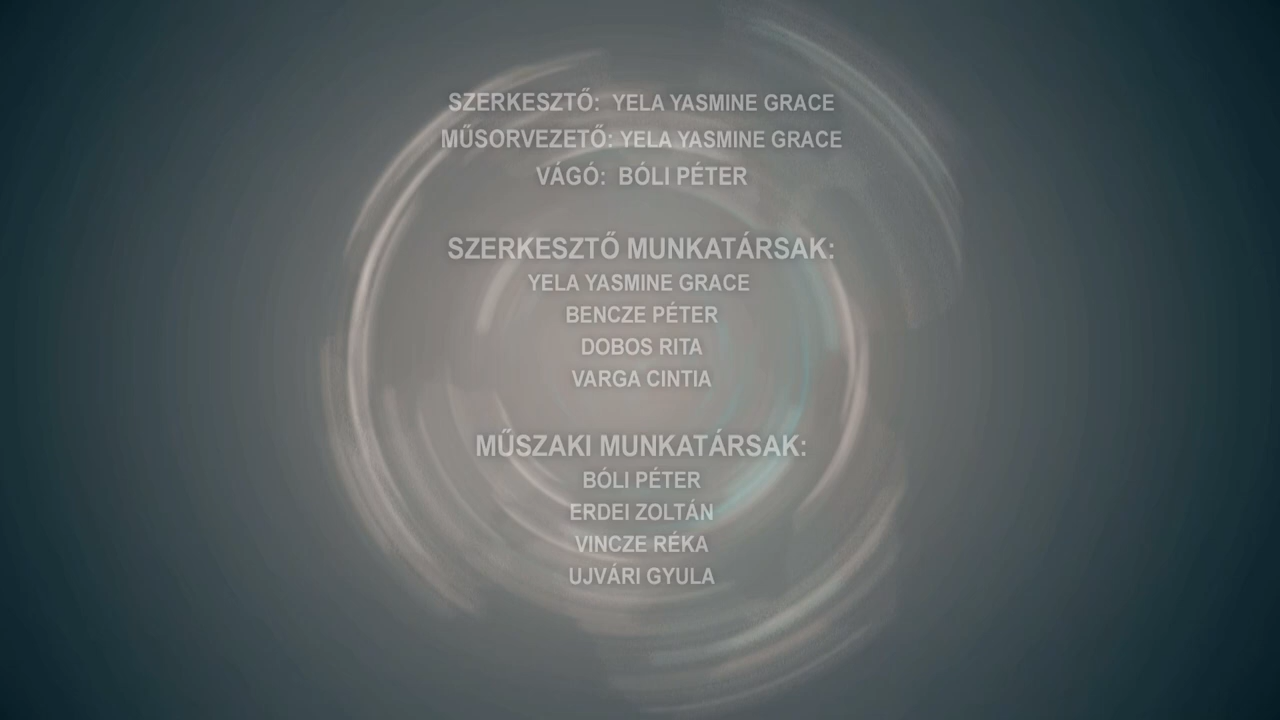 SZERKESZTŐ: YELA YASMINE GRACE
MŰSORVEZETŐ: YELA YASMINE GRACE
VÁGÓ: BÓLI PÉTER
SZERKESZTŐ MUNKATÁRSAK:
YELA YASMINE GRACE
BENCZE PÉTER
DOBOS RITA
VARGA CINTIA
MŰSZAKI MUNKATÁRSAK:
BÓLI PÉTER
ERDEI ZOLTÁN
VINCZE RÉKA
UJVÁRI GYULA